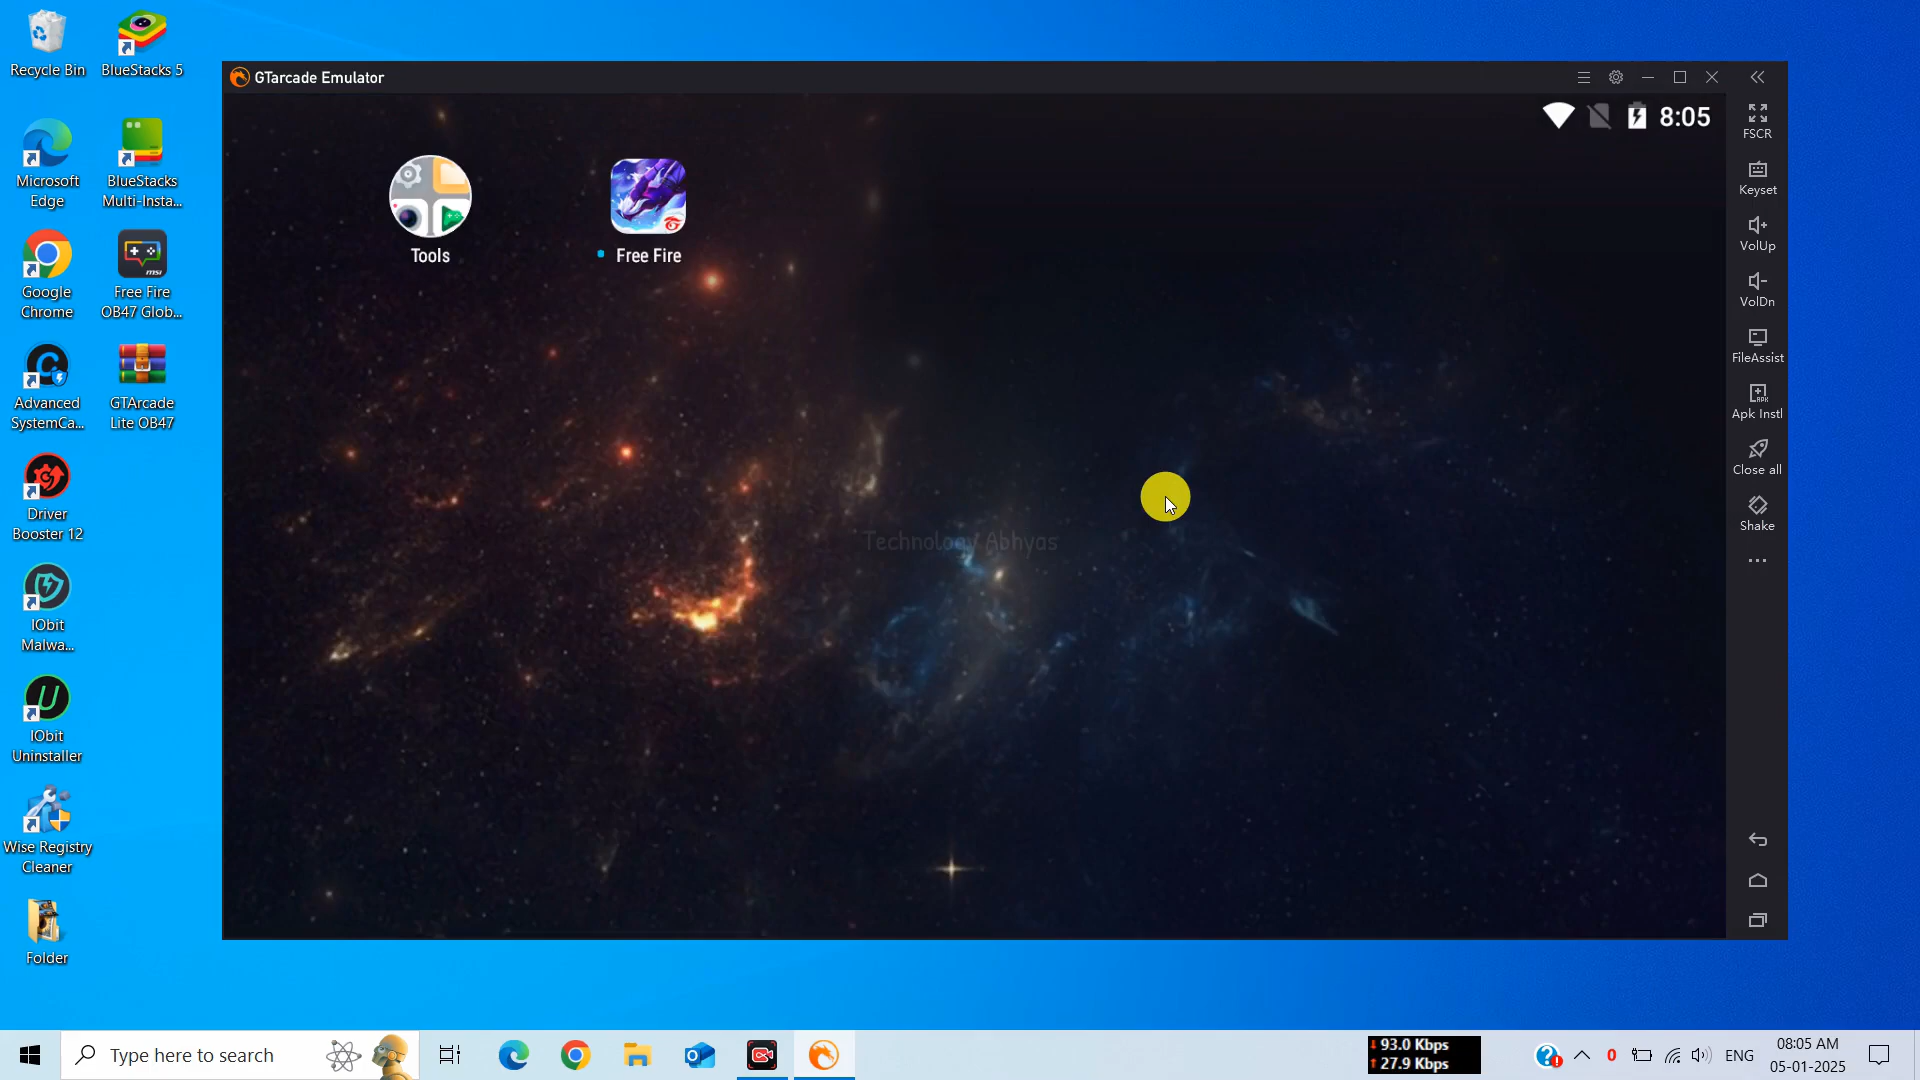 Recycle Bin
BlueStacks 5
Microsoft
Edge
BlueStacks
Multi-Insta...
Google
Chrome
msi
Free Fire
OB47 Glob...
Advanced
SystemCa...
GTArcade
Lite OB47
Driver
Booster 12
IObit
Malwa...
IObit
Uninstaller
Wise Registry
Cleaner
Folder
GTarcade Emulator
8:05
Tools
Free Fire
Technology Abhyas
FSCR
Keyset
VolUp
VolDn
FileAssist
APK
Apk Instl
Close all
Shake
Type here to search
93.0 Kbps
27.9 Kbps
0
ENG
08:05 AM
05-01-2025